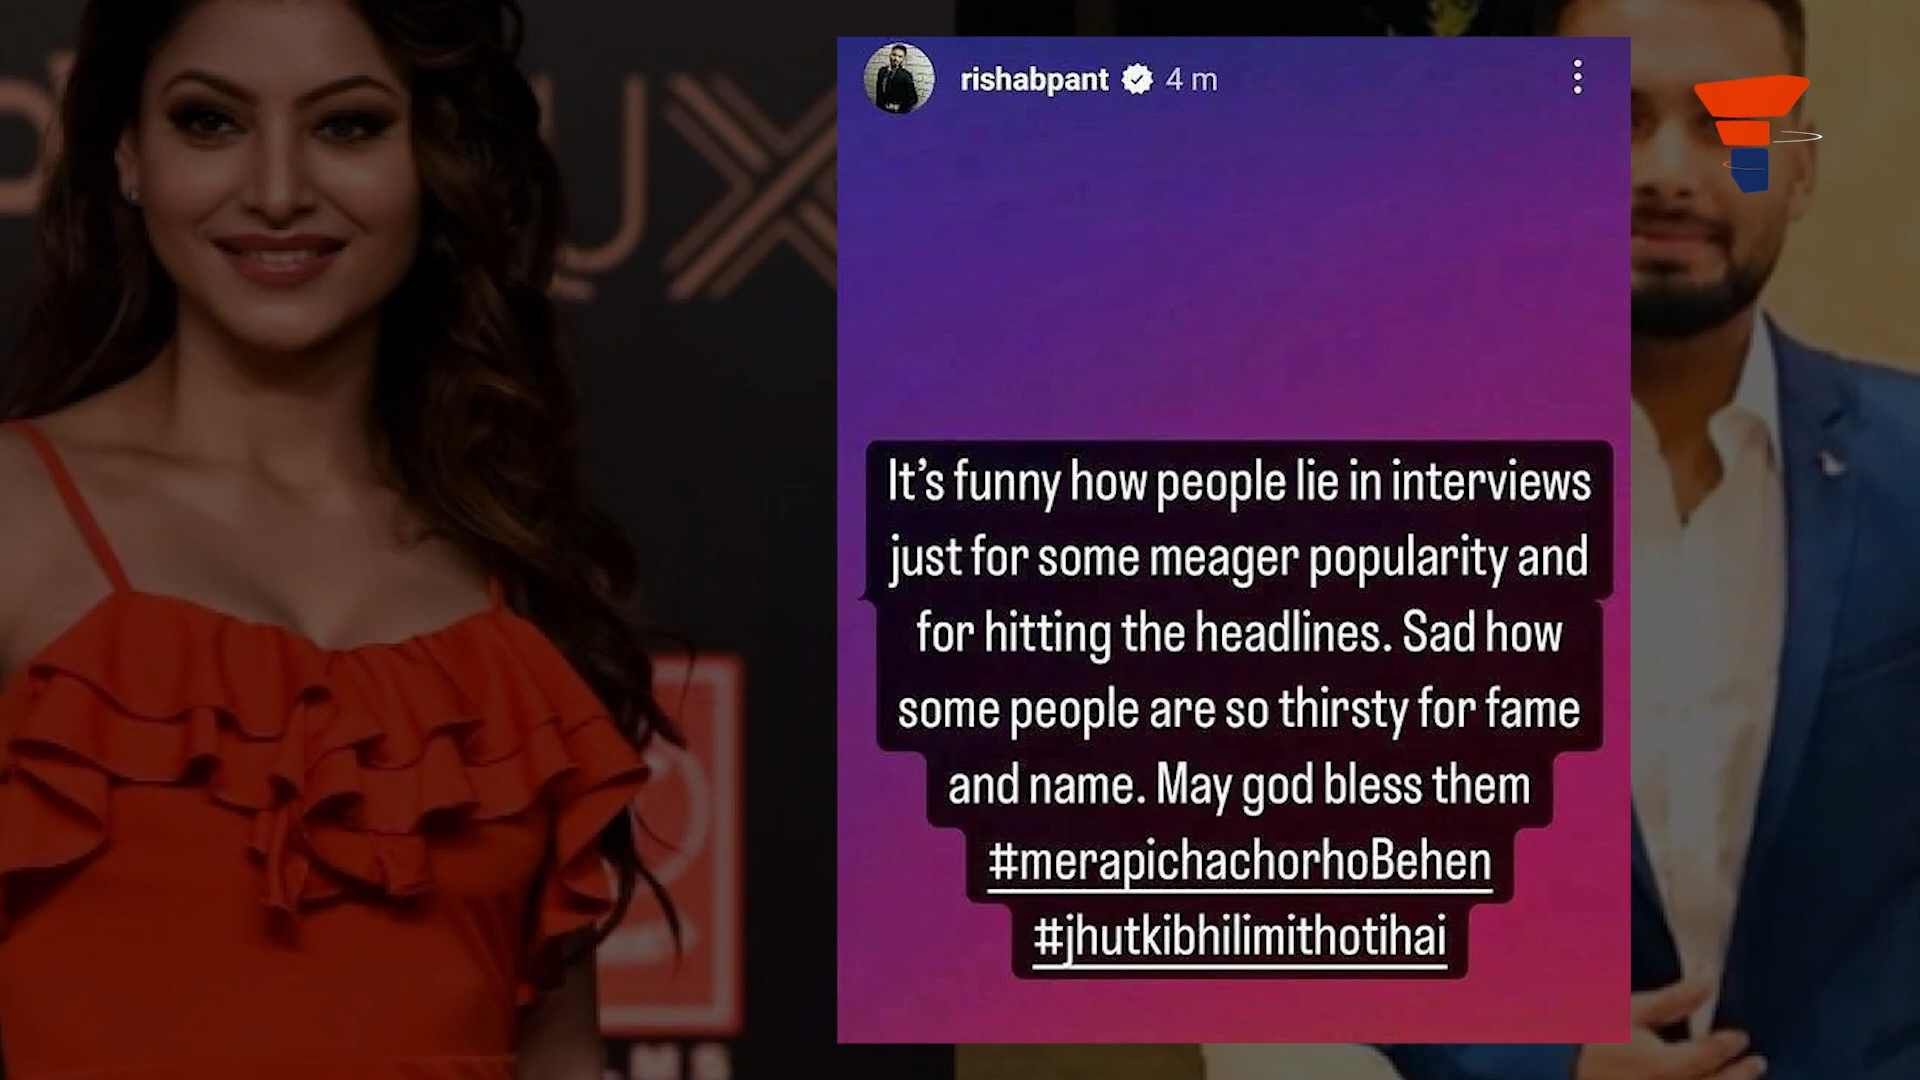 rishabpant 4 m
It's funny how people lie in interviews
just for some meager popularity and
for hitting the headlines. Sad how
some people are so thirsty for fame
and name. May god bless them
#merapichachorhoBehen
#jhutkibhilimithotihai
UX